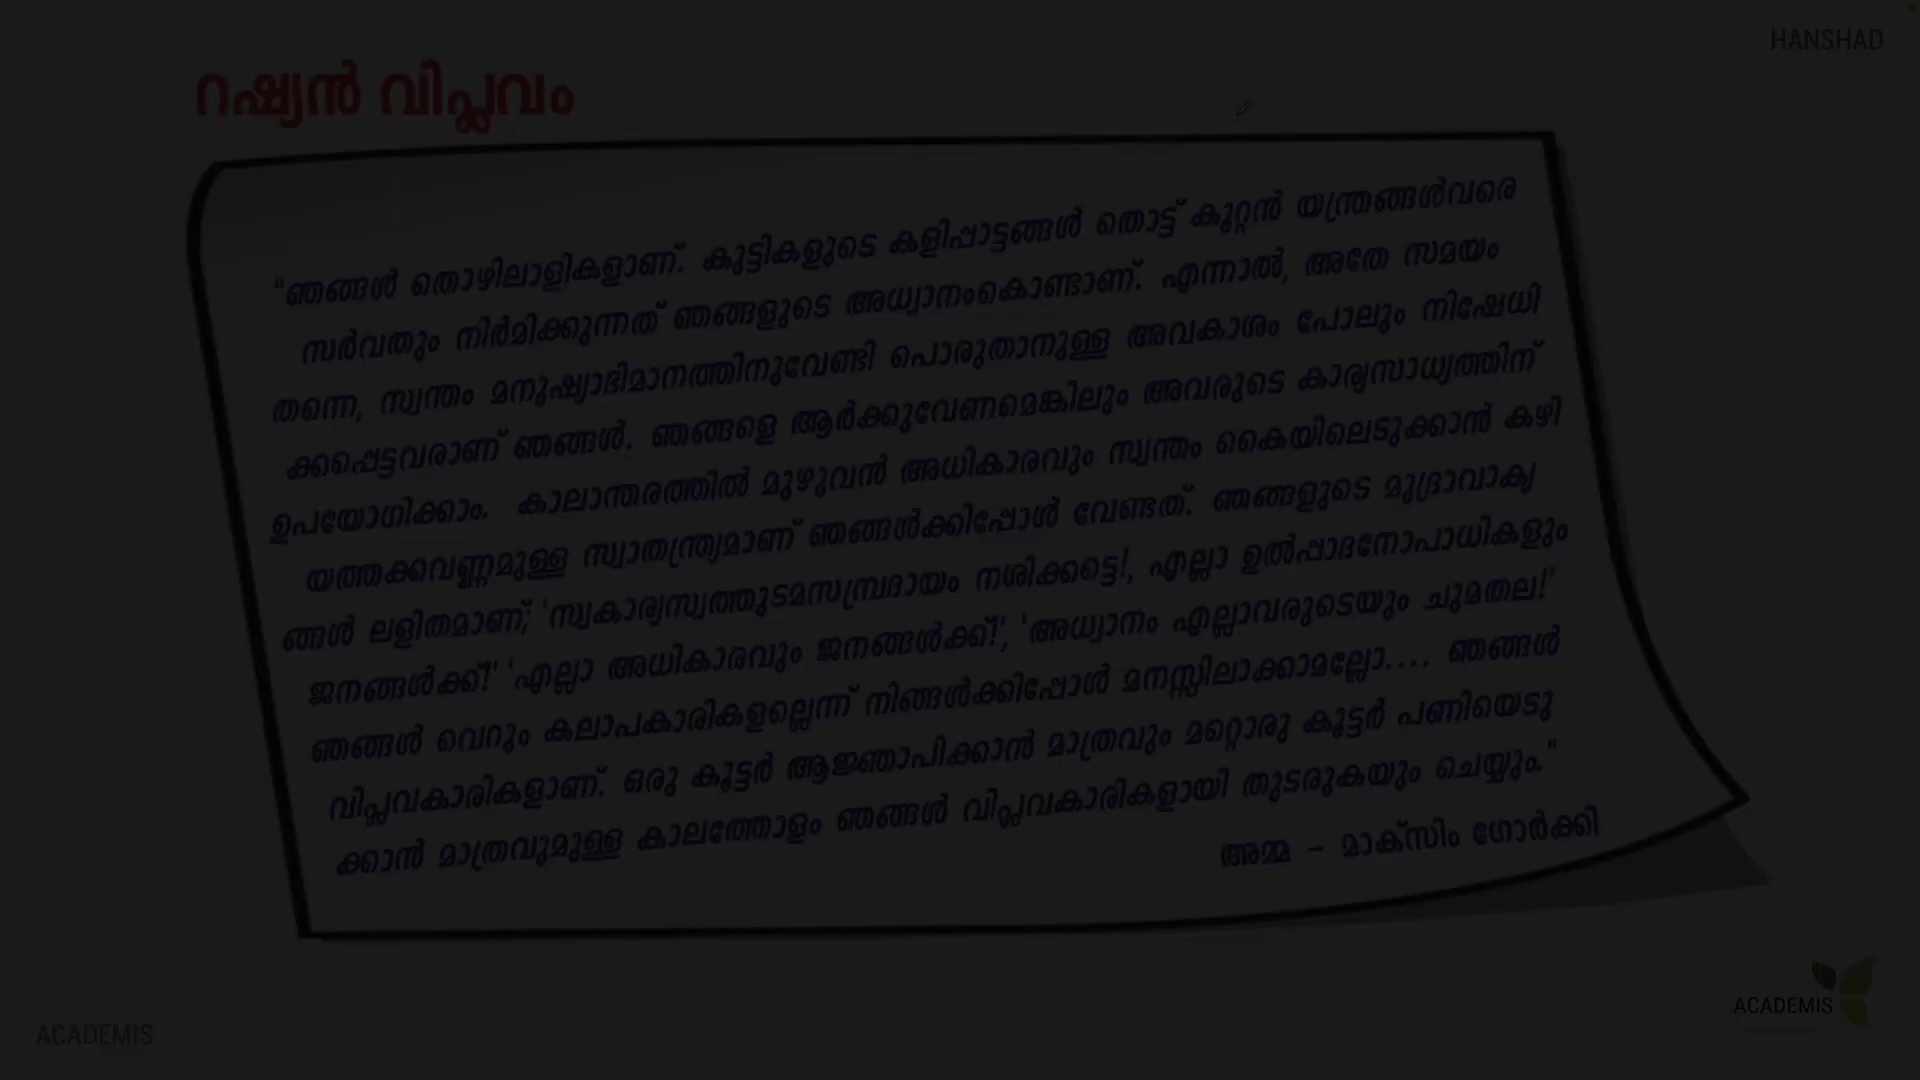 HANSHAD
റഷ്യൻ വിപ്ലവം
"ഞങ്ങൾ തൊഴിലാളികളാണ്. കുട്ടികളുടെ കളിപ്പാട്ടങ്ങൾ തൊട്ട് കൂറ്റൻ യന്ത്രങ്ങൾവരെ
സർവതും നിർമിക്കുന്നത് ഞങ്ങളുടെ അധ്വാനംകൊണ്ടാണ്. എന്നാൽ, അതേ സമയം
തന്നെ, സ്വന്തം മനുഷ്യാഭിമാനത്തിനുവേണ്ടി പൊരുതാനുള്ള അവകാശം പോലും നിഷേധി
ക്കപ്പെട്ടവരാണ് ഞങ്ങൾ. ഞങ്ങളെ ആർക്കുവേണമെങ്കിലും അവരുടെ കാര്യസാധ്യത്തിന്
ഉപയോഗിക്കാം. കാലാന്തരത്തിൽ മുഴുവൻ അധികാരവും സ്വന്തം കൈയിലെടുക്കാൻ കഴി
യത്തക്കവണ്ണമുള്ള സ്വാതന്ത്ര്യമാണ് ഞങ്ങൾക്കിപ്പോൾ വേണ്ടത്. ഞങ്ങളുടെ മുദ്രാവാക്യ
ങ്ങൾ ലളിതമാണ്; 'സ്വകാര്യസ്വത്തുടമസമ്പ്രദായം നശിക്കട്ടെ!, എല്ലാ ഉൽപ്പാദനോപാധികളും
ജനങ്ങൾക്ക്!' 'എല്ലാ അധികാരവും ജനങ്ങൾക്ക്!', 'അധ്വാനം എല്ലാവരുടെയും ചുമതല!'
ഞങ്ങൾ വെറും കലാപകാരികളല്ലെന്ന് നിങ്ങൾക്കിപ്പോൾ മനസ്സിലാക്കാമല്ലോ.... ഞങ്ങൾ
വിപ്ലവകാരികളാണ്. ഒരു കൂട്ടർ ആജ്ഞാപിക്കാൻ മാത്രവും മറ്റൊരു കൂട്ടർ പണിയെടു
ക്കാൻ മാത്രവുമുള്ള കാലത്തോളം ഞങ്ങൾ വിപ്ലവകാരികളായി തുടരുകയും ചെയ്യും."
അമ്മ - മാക്സിം ഗോർക്കി
ACADEMIS
ACADEMIS